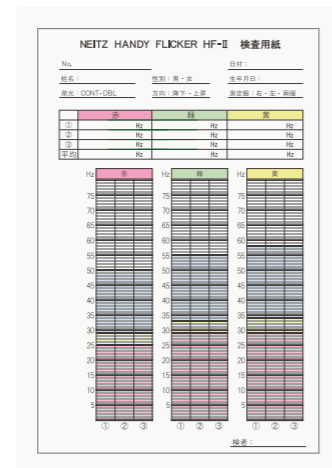 NEITZ HANDY FLICKER HF-Ⅱ 検査用紙
No. 日付:
姓名: 性別:男・女 生年月日:
発光:CONT・DBL 方向:降下・上昇 測定眼:右・左・両眼
赤 緑 黄
① Hz Hz Hz
② Hz Hz Hz
③ Hz Hz Hz
平均 Hz Hz Hz
Hz 赤 Hz 緑 Hz 黄
75 75 75
70 70 70
65 65 65
60 60 60
55 55 55
50 50 50
45 45 45
40 40 40
35 35 35
30 30 30
25 25 25
20 20 20
15 15 15
10 10 10
5 5 5
① ② ③ ① ② ③ ① ② ③
検者: